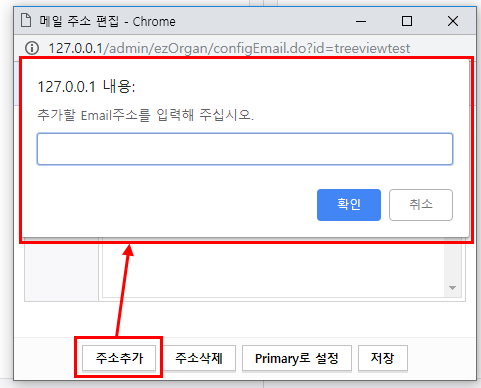 메일 주소 편집 - Chrome
127.0.0.1/admin/ezOrgan/configEmail.do?id=treeviewtest
127.0.0.1 내용:
추가할 Email주소를 입력해 주십시오.
확인 취소
주소추가 주소삭제 Primary로 설정 저장